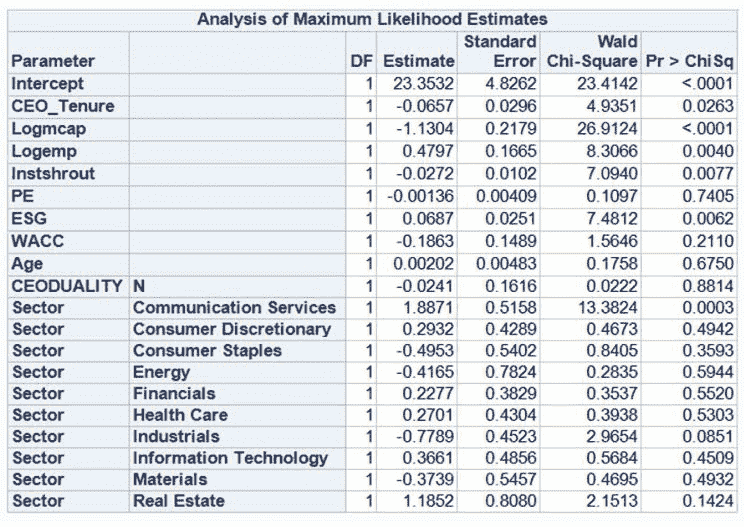 Analysis of Maximum Likelihood Estimates
Parameter DF Estimate Standard Error Wald Chi-Square Pr > ChiSq
Intercept 1 23.3532 4.8262 23.4142 <.0001
CEO_Tenure 1 -0.0657 0.0296 4.9351 0.0263
Logmcap 1 -1.1304 0.2179 26.9124 <.0001
Logemp 1 0.4797 0.1665 8.3066 0.0040
Instshrout 1 -0.0272 0.0102 7.0940 0.0077
PE 1 -0.00136 0.00409 0.1097 0.7405
ESG 1 0.0687 0.0251 7.4812 0.0062
WACC 1 -0.1863 0.1489 1.5646 0.2110
Age 1 0.00202 0.00483 0.1758 0.6750
CEODUALITY N 1 -0.0241 0.1616 0.0222 0.8814
Sector Communication Services 1 1.8871 0.5158 13.3824 0.0003
Sector Consumer Discretionary 1 0.2932 0.4289 0.4673 0.4942
Sector Consumer Staples 1 -0.4953 0.5402 0.8405 0.3593
Sector Energy 1 -0.4165 0.7824 0.2835 0.5944
Sector Financials 1 0.2277 0.3829 0.3537 0.5520
Sector Health Care 1 0.2701 0.4304 0.3938 0.5303
Sector Industrials 1 -0.7789 0.4523 2.9654 0.0851
Sector Information Technology 1 0.3661 0.4856 0.5684 0.4509
Sector Materials 1 -0.3739 0.5457 0.4695 0.4932
Sector Real Estate 1 1.1852 0.8080 2.1513 0.1424